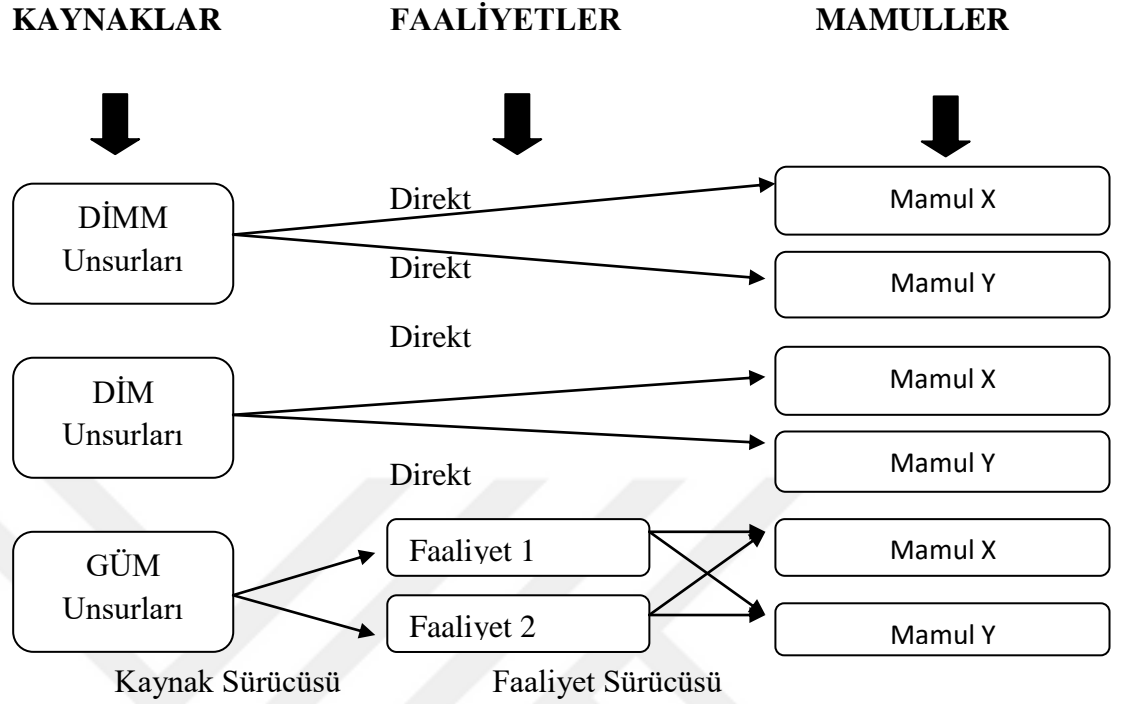 KAYNAKLAR FAALİYETLER MAMULLER
DİMM
Unsurları
Direkt
Direkt
Mamul X
Mamul Y
Direkt
DİM
Unsurları
Direkt
Mamul X
Mamul Y
GÜM
Unsurları
Faaliyet 1
Faaliyet 2
Mamul X
Mamul Y
Kaynak Sürücüsü Faaliyet Sürücüsü